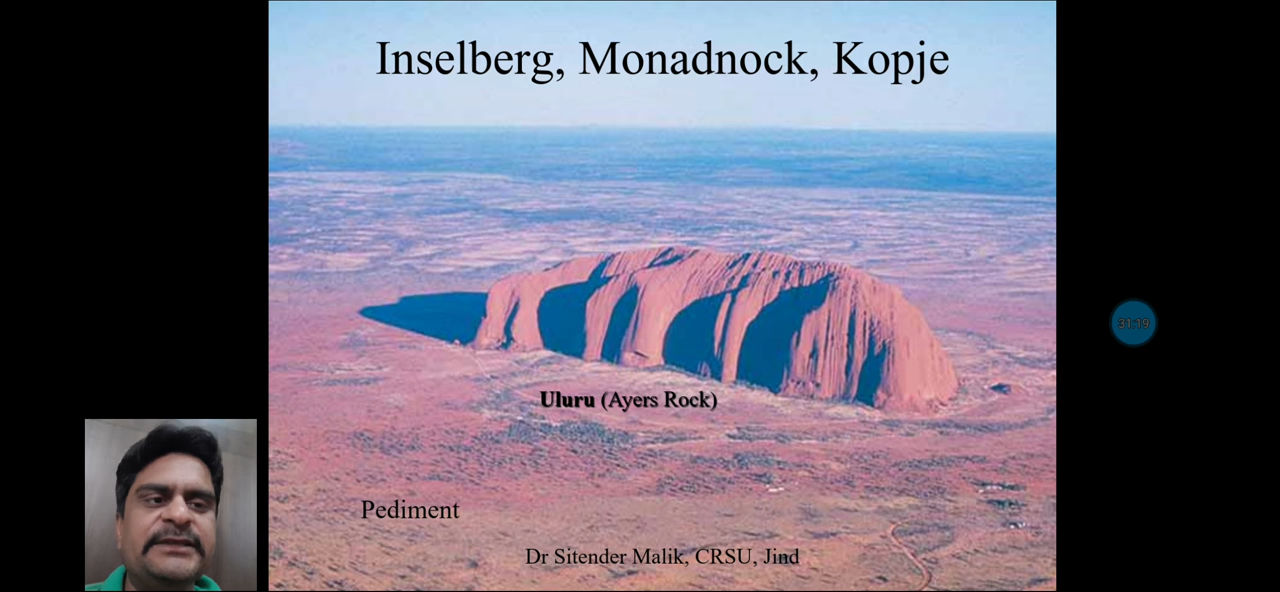 Inselberg, Monadnock, Kopje
Uluru (Ayers Rock)
31:19
Pediment
Dr Sitender Malik, CRSU, Jind